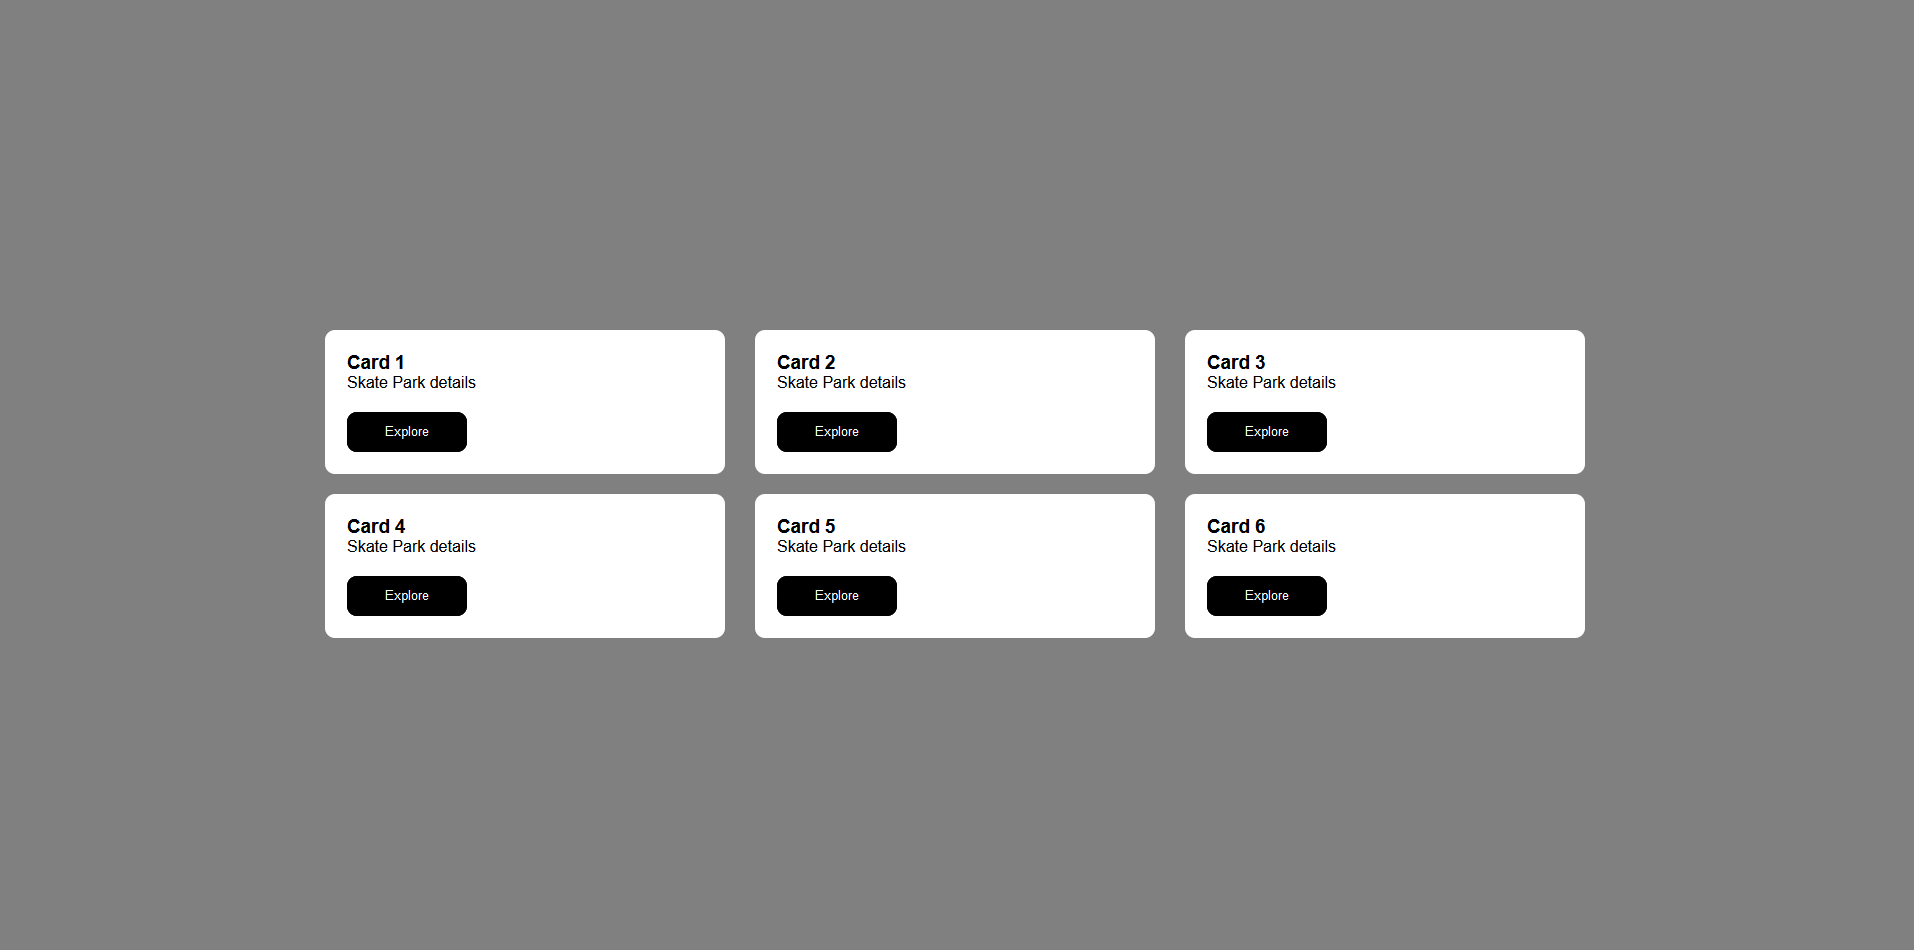 Card 1
Skate Park details
Explore
Card 2
Skate Park details
Explore
Card 3
Skate Park details
Explore
Card 4
Skate Park details
Explore
Card 5
Skate Park details
Explore
Card 6
Skate Park details
Explore